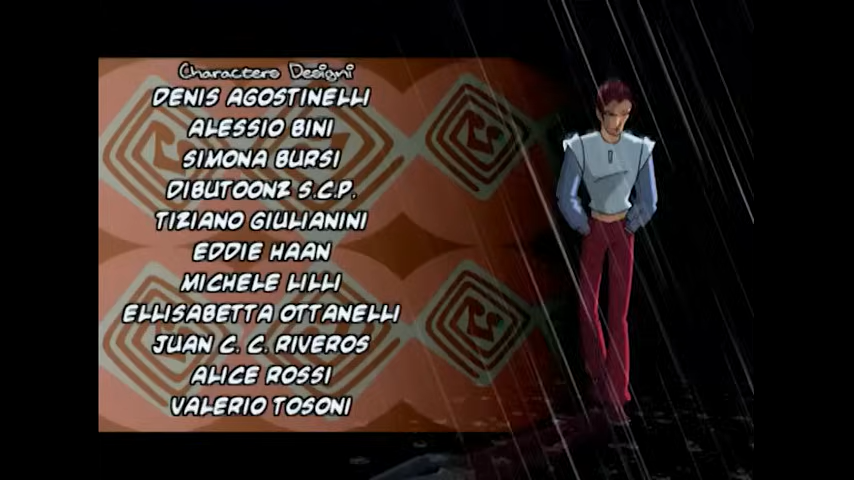 Characters Designi
DENIS AGOSTINELLI
ALESSIO BINI
SIMONA BURSI
DIBUTOONZ S.C.P.
TIZIANO GIULIANINI
EDDIE HAAN
MICHELE LILLI
ELLISABETTA OTTANELLI
JUAN C. C. RIVEROS
ALICE ROSSI
VALERIO TOSONI